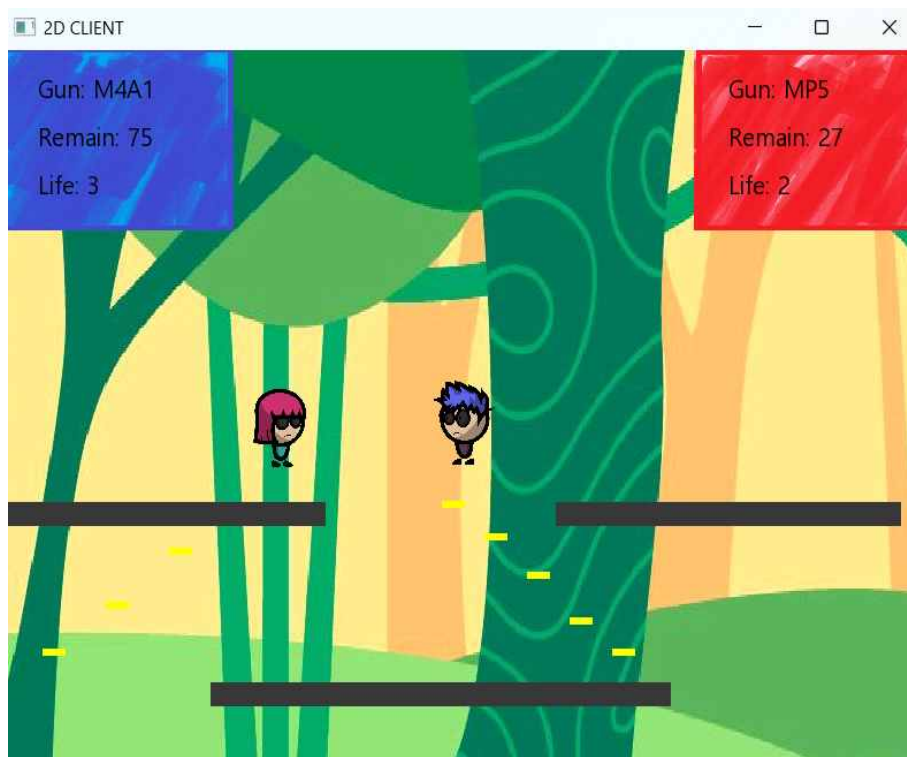 2D CLIENT
Gun: M4A1
Remain: 75
Life: 3
Gun: MP5
Remain: 27
Life: 2